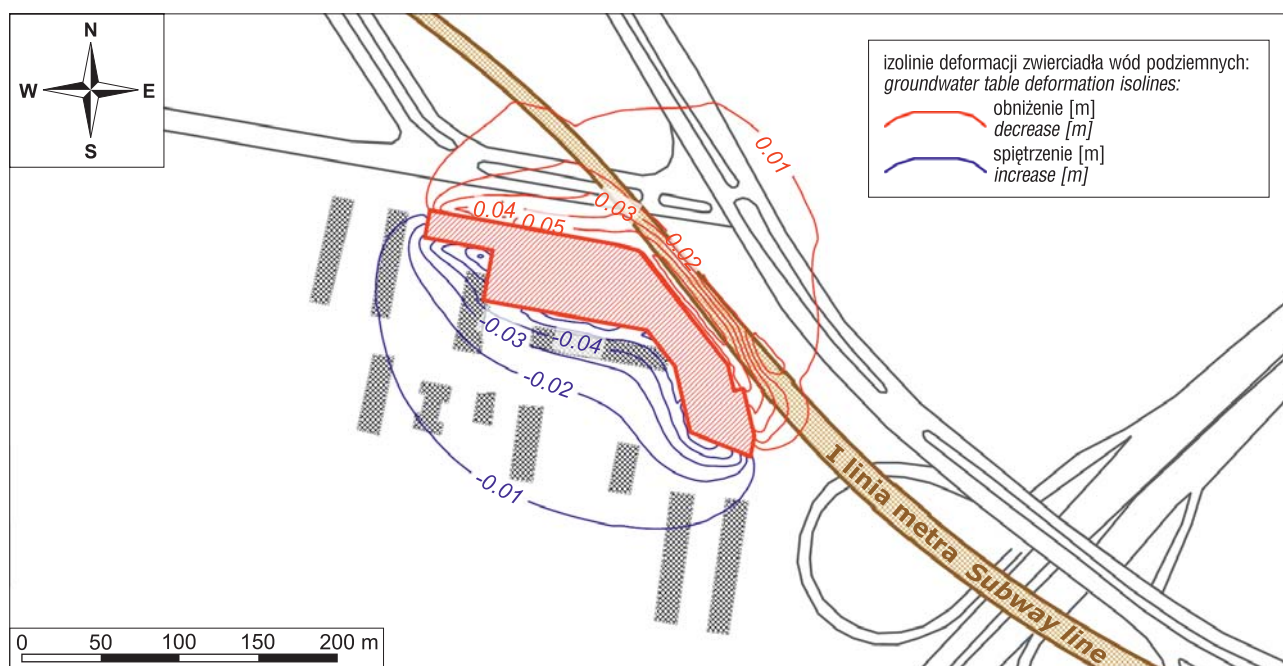 N
W E
S
izolinie deformacji zwierciadła wód podziemnych:
groundwater table deformation isolines:
obniżenie [m]
decrease [m]
spiętrzenie [m]
increase [m]
0.01
0.03
0.04
0.05
0.02
-0.03
-0.04
-0.02
-0.01
I linia metra Subway line
0 50 100 150 200 m